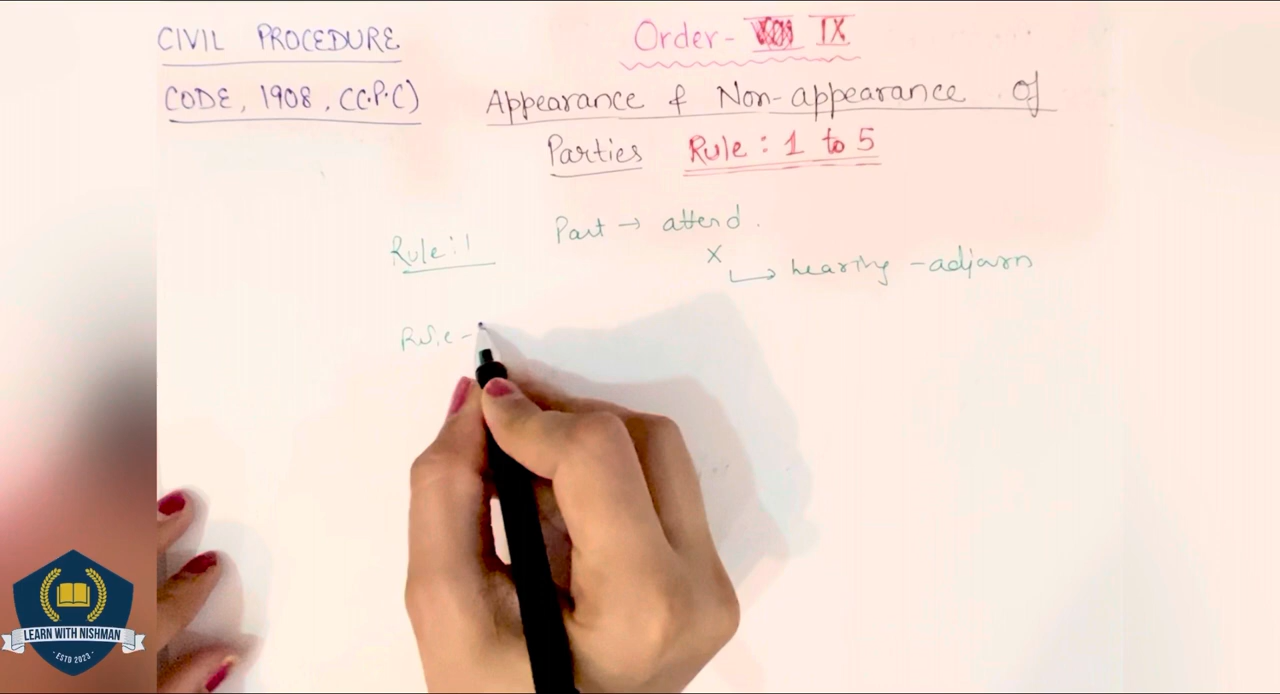 CIVIL PROCEDURE
CODE, 1908, (C.P.C)
Order- IX
Appearance & Non-appearance of
Parties Rule : 1 to 5
Rule : 1
Part → attend.
X
↳ hearing - adjourn
Rule -
LEARN WITH NISHMAN
· ESTD 2023 ·